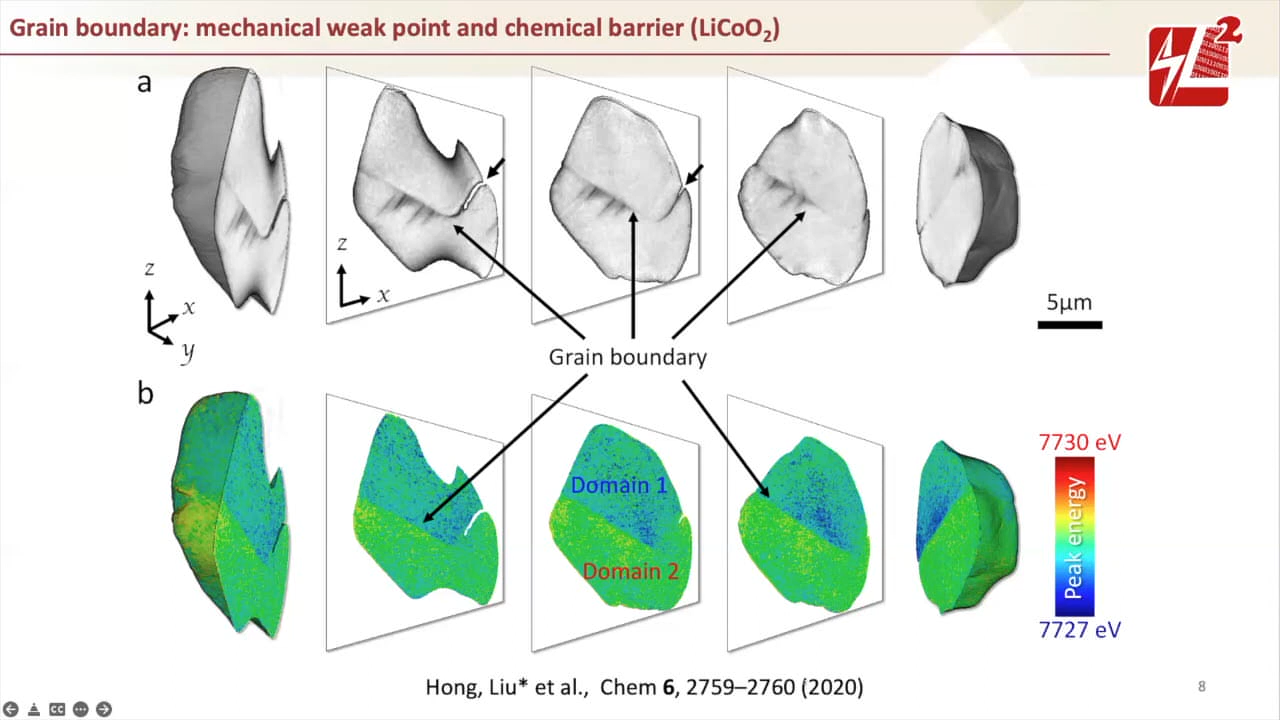 Grain boundary: mechanical weak point and chemical barrier (LiCoO₂)
a
z
x
y
z
x
5μm
Grain boundary
b
Domain 1
Domain 2
7730 eV
Peak energy
7727 eV
Hong, Liu* et al., Chem 6, 2759–2760 (2020)
8
CC